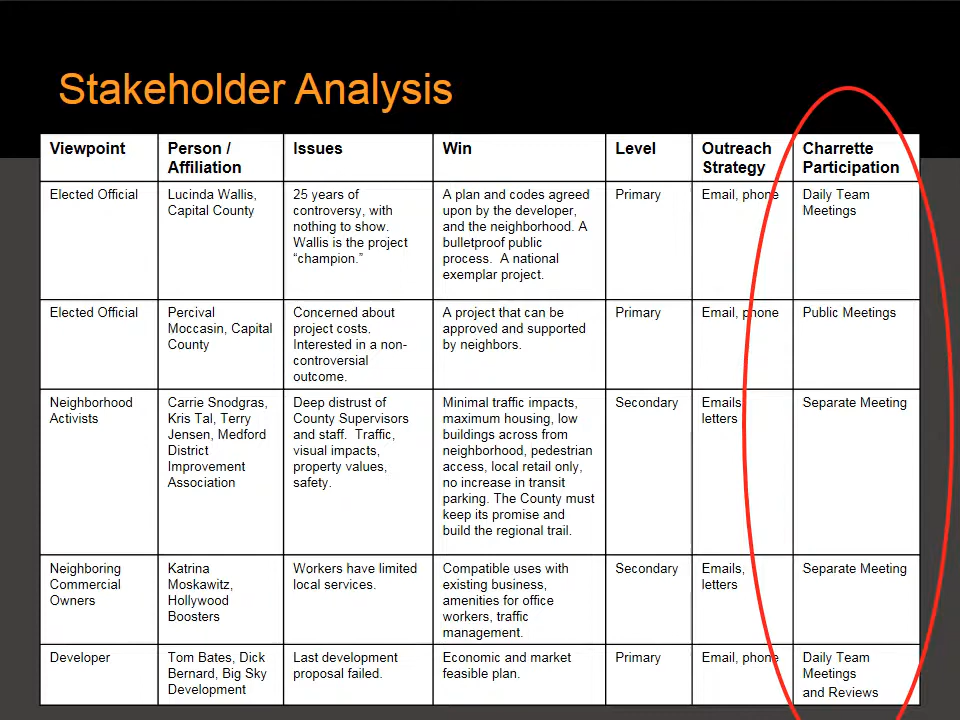 Stakeholder Analysis
Viewpoint
Person /
Affiliation
Issues
Win
Level
Outreach
Strategy
Charrette
Participation
Elected Official
Lucinda Wallis,
Capital County
25 years of
controversy, with
nothing to show.
Wallis is the project
“champion.”
A plan and codes agreed
upon by the developer,
and the neighborhood. A
bulletproof public
process.  A national
exemplar project.
Primary
Email, phone
Daily Team
Meetings
Elected Official
Percival
Moccasin, Capital
County
Concerned about
project costs.
Interested in a non-
controversial
outcome.
A project that can be
approved and supported
by neighbors.
Primary
Email, phone
Public Meetings
Neighborhood
Activists
Carrie Snodgras,
Kris Tal, Terry
Jensen, Medford
District
Improvement
Association
Deep distrust of
County Supervisors
and staff.  Traffic,
visual impacts,
property values,
safety.
Minimal traffic impacts,
maximum housing, low
buildings across from
neighborhood, pedestrian
access, local retail only,
no increase in transit
parking. The County must
keep its promise and
build the regional trail.
Secondary
Emails,
letters
Separate Meeting
Neighboring
Commercial
Owners
Katrina
Moskawitz,
Hollywood
Boosters
Workers have limited
local services.
Compatible uses with
existing business,
amenities for office
workers, traffic
management.
Secondary
Emails,
letters
Separate Meeting
Developer
Tom Bates, Dick
Bernard, Big Sky
Development
Last development
proposal failed.
Economic and market
feasible plan.
Primary
Email, phone
Daily Team
Meetings
and Reviews